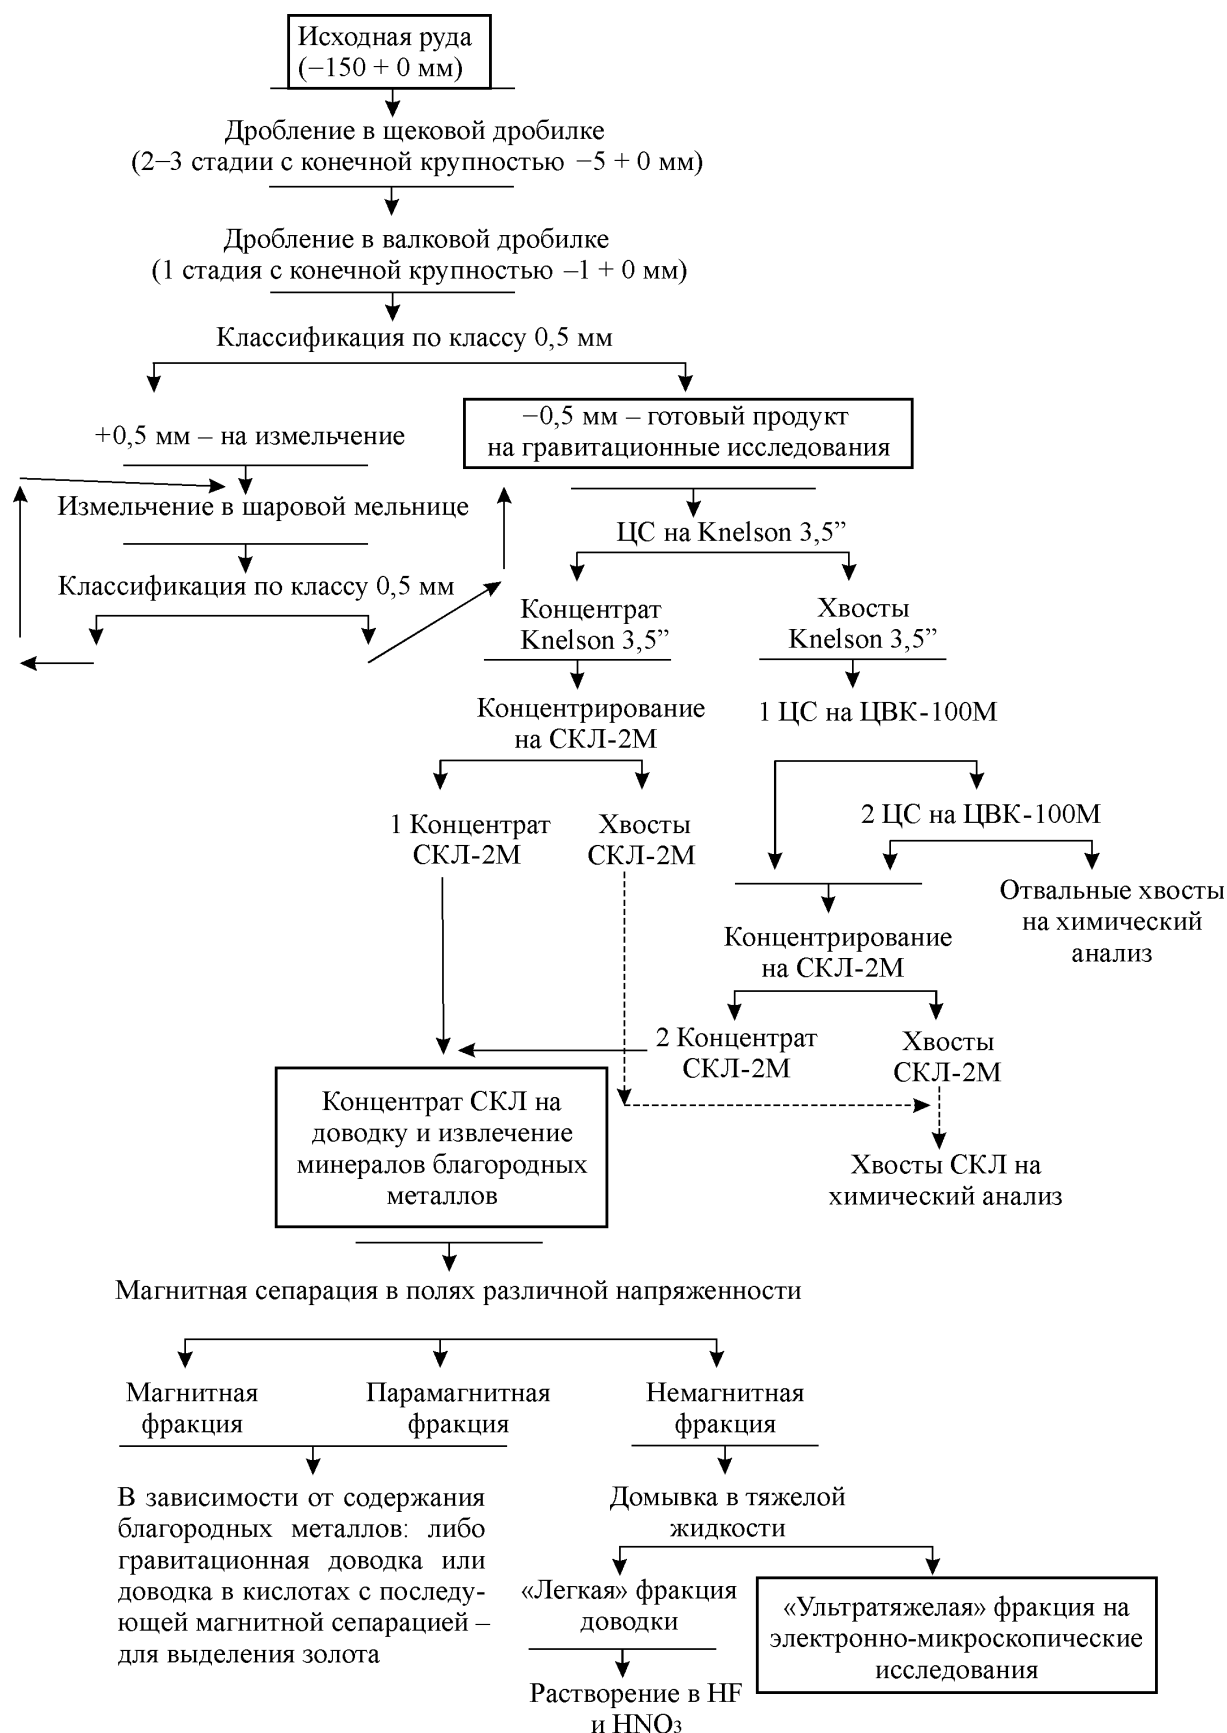 Исходная руда
(−150 + 0 мм)
Дробление в щековой дробилке
(2–3 стадии с конечной крупностью −5 + 0 мм)
Дробление в валковой дробилке
(1 стадия с конечной крупностью −1 + 0 мм)
Классификация по классу 0,5 мм
+0,5 мм – на измельчение
−0,5 мм – готовый продукт
на гравитационные исследования
Измельчение в шаровой мельнице
Классификация по классу 0,5 мм
ЦС на Knelson 3,5”
Концентрат
Knelson 3,5”
Хвосты
Knelson 3,5”
Концентрирование
на СКЛ-2М
1 ЦС на ЦВК-100М
1 Концентрат
СКЛ-2М
Хвосты
СКЛ-2М
2 ЦС на ЦВК-100М
Отвальные хвосты
на химический
анализ
Концентрирование
на СКЛ-2М
2 Концентрат
СКЛ-2М
Хвосты
СКЛ-2М
Концентрат СКЛ на
доводку и извлечение
минералов благородных
металлов
Хвосты СКЛ на
химический анализ
Магнитная сепарация в полях различной напряженности
Магнитная
фракция
Парамагнитная
фракция
Немагнитная
фракция
В зависимости от содержания
благородных металлов: либо
гравитационная доводка или
доводка в кислотах с последу-
ющей магнитной сепарацией –
для выделения золота
Домывка в тяжелой
жидкости
«Легкая» фракция
доводки
«Ультратяжелая» фракция на
электронно-микроскопические
исследования
Растворение в HF
и HNO₃